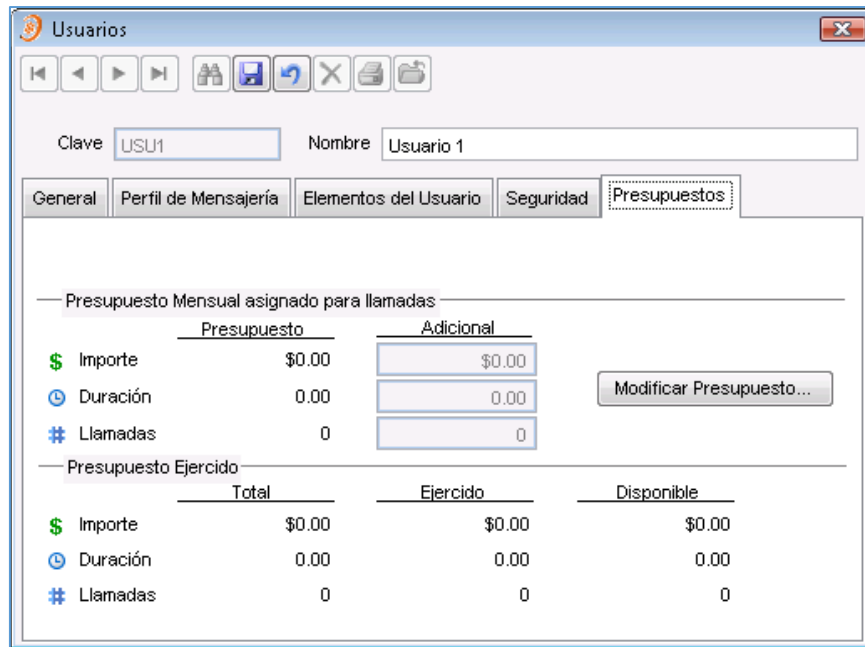 Usuarios
Clave USU1 Nombre Usuario 1
General Perfil de Mensajería Elementos del Usuario Seguridad Presupuestos
Presupuesto Mensual asignado para llamadas
Presupuesto Adicional
$ Importe $0.00 $0.00
Duración 0.00 0.00 Modificar Presupuesto...
# Llamadas 0 0
Presupuesto Ejercido
Total Ejercido Disponible
$ Importe $0.00 $0.00 $0.00
Duración 0.00 0.00 0.00
# Llamadas 0 0 0